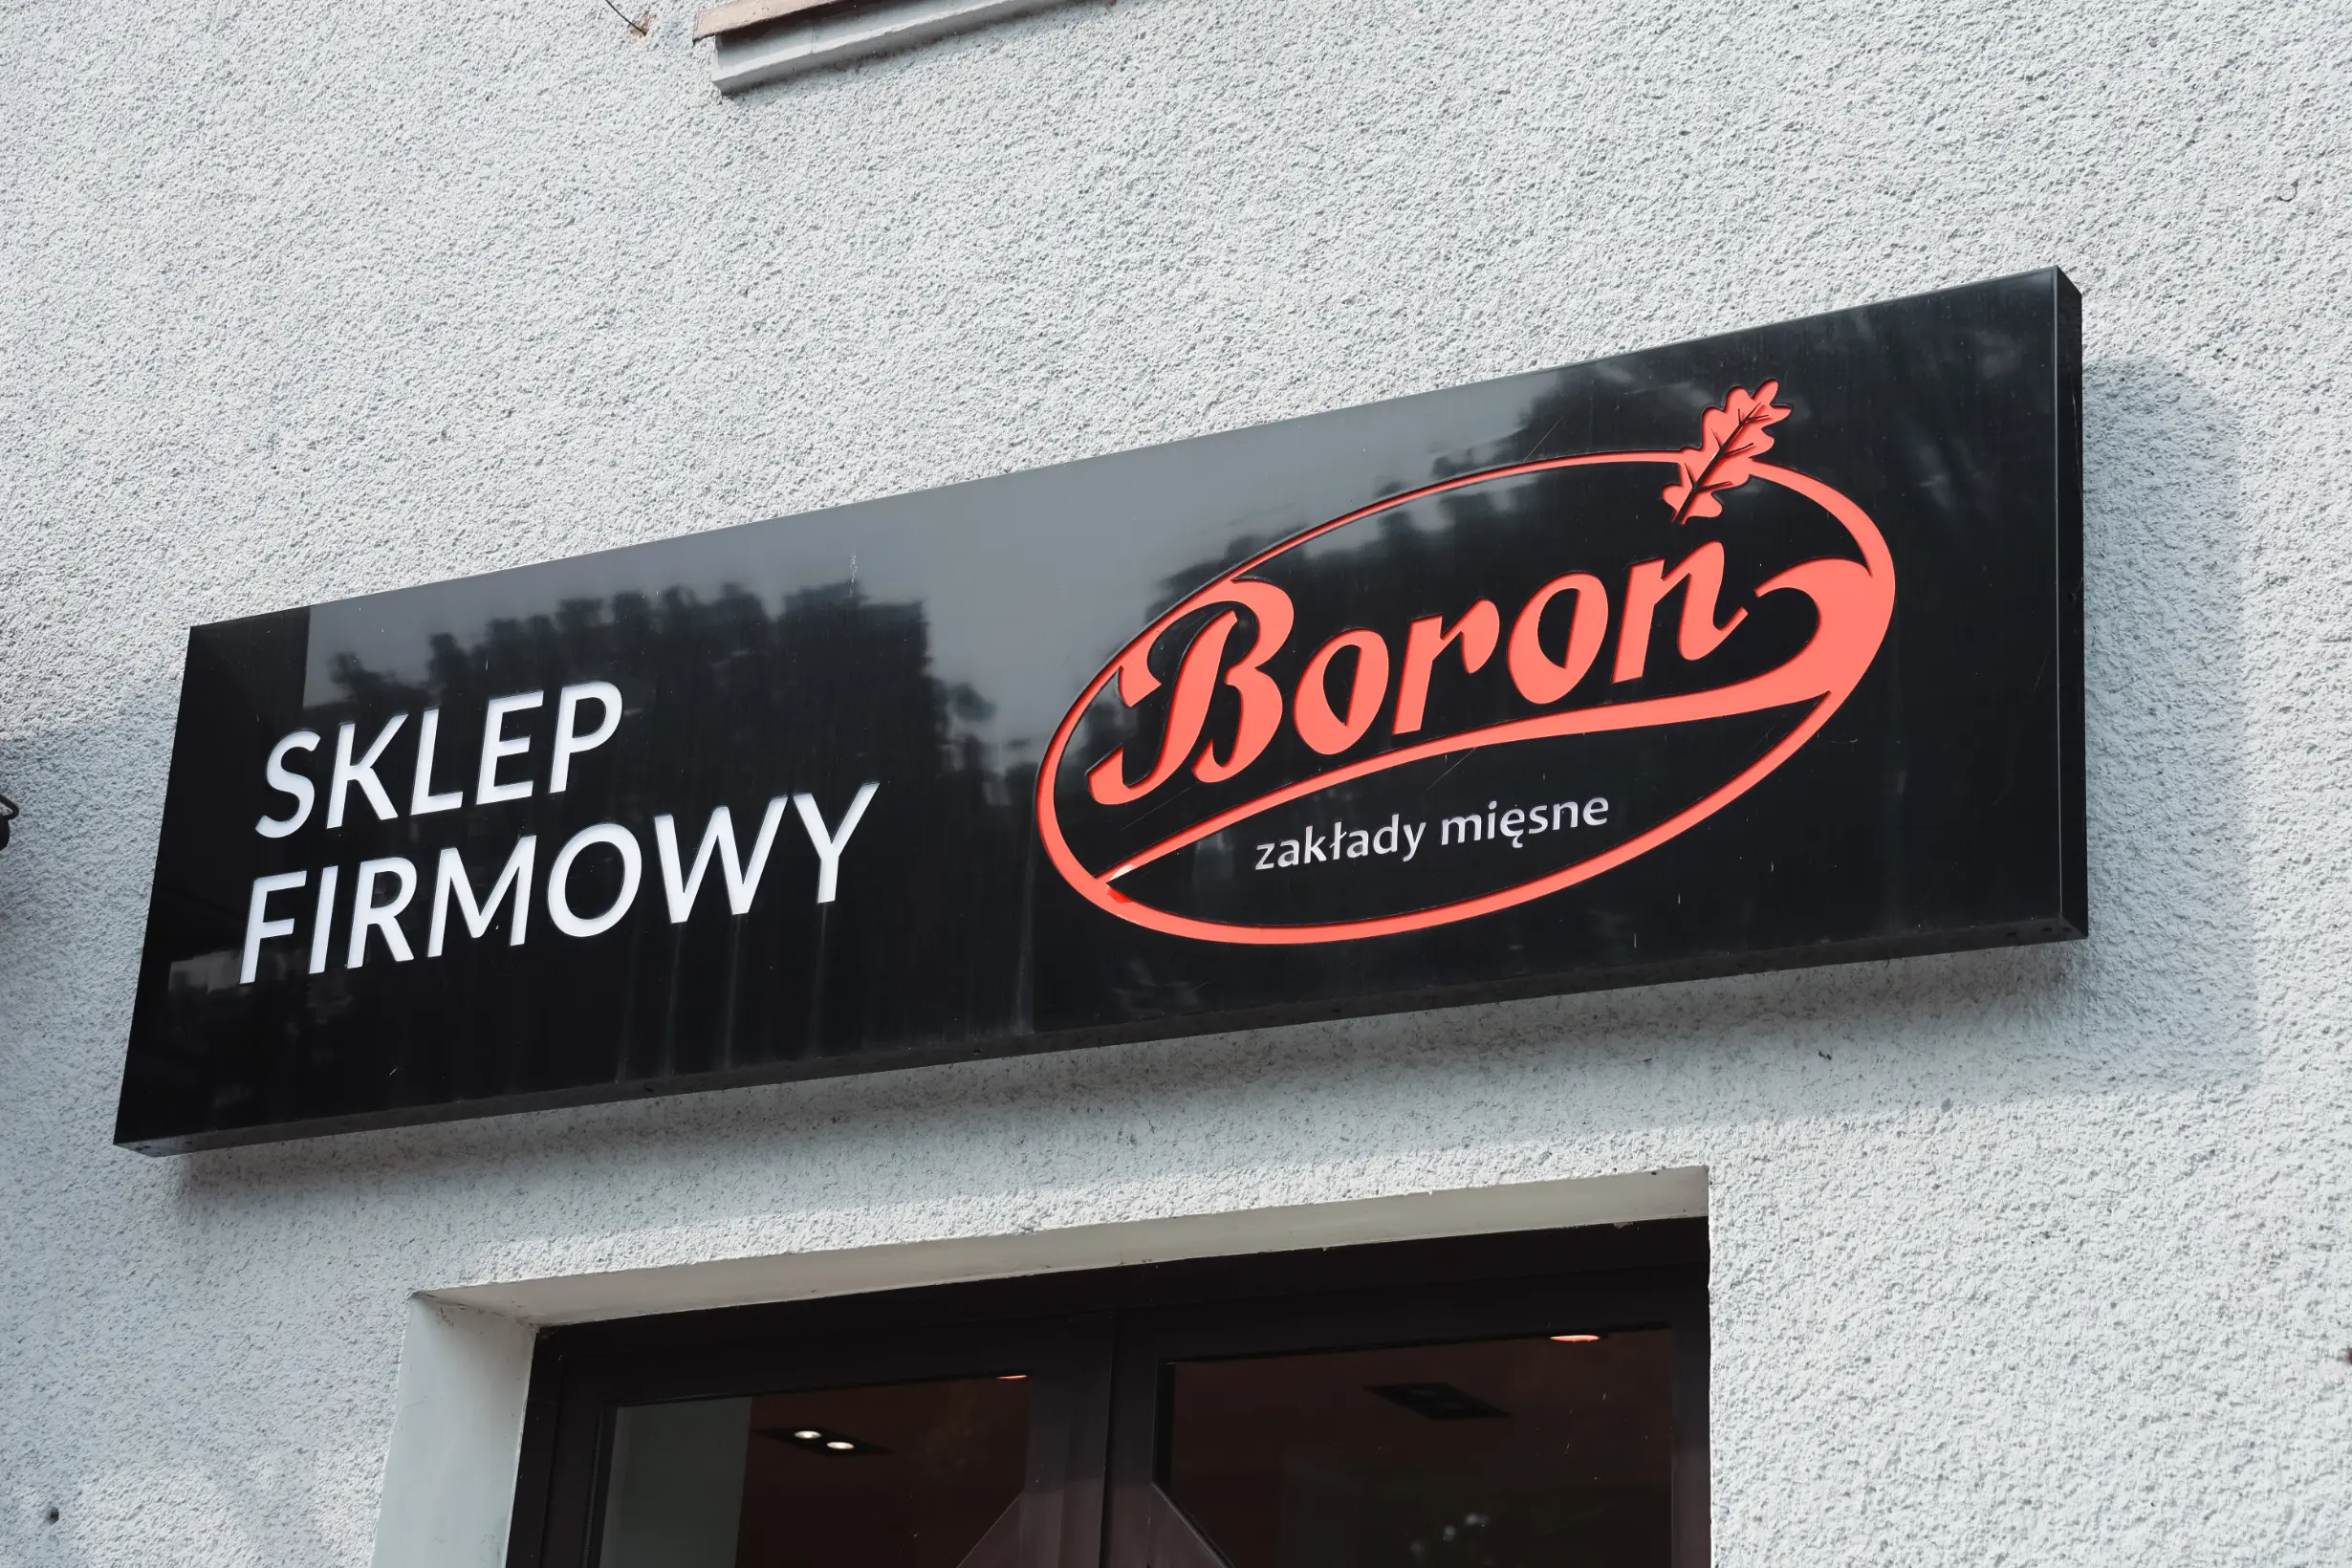 SKLEP
FIRMOWY
Boroń
zakłady mięsne